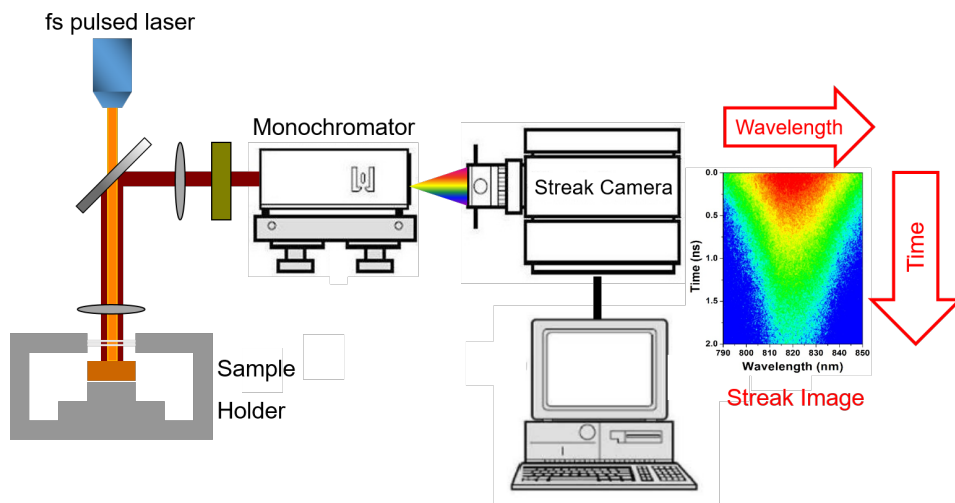 fs pulsed laser
Monochromator
Streak Camera
Wavelength
Time
Time (ns)
0.0
0.5
1.0
1.5
2.0
790 800 810 820 830 840 850
Wavelength (nm)
Streak Image
Sample
Holder